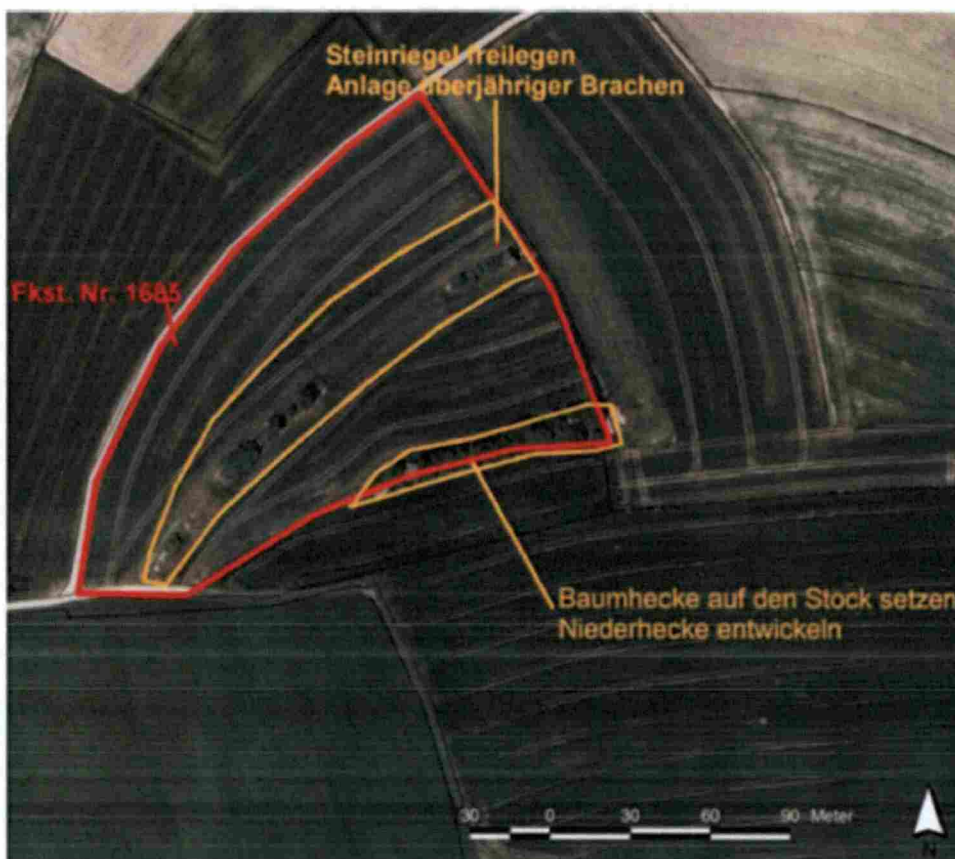 Steinriegel freilegen
Anlage überjähriger Brachen
Fkst. Nr. 1685
Baumhecke auf den Stock setzen
Niederhecke entwickeln
30 0 30 60 90 Meter
N